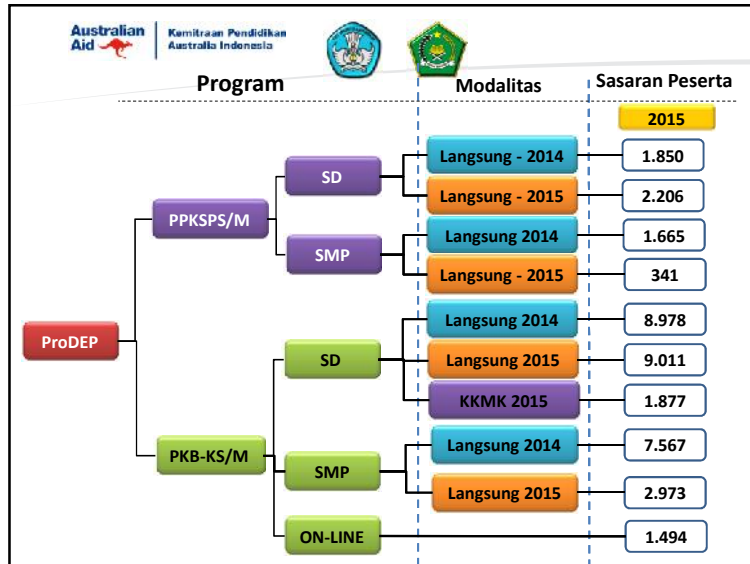 Australian
Aid
Kemitraan Pendidikan
Australia Indonesia
Program
Modalitas
Sasaran Peserta
2015
ProDEP
PPKSPS/M
SD
Langsung - 2014
1.850
Langsung - 2015
2.206
SMP
Langsung 2014
1.665
Langsung - 2015
341
PKB-KS/M
SD
Langsung 2014
8.978
Langsung 2015
9.011
KKMK 2015
1.877
SMP
Langsung 2014
7.567
Langsung 2015
2.973
ON-LINE
1.494